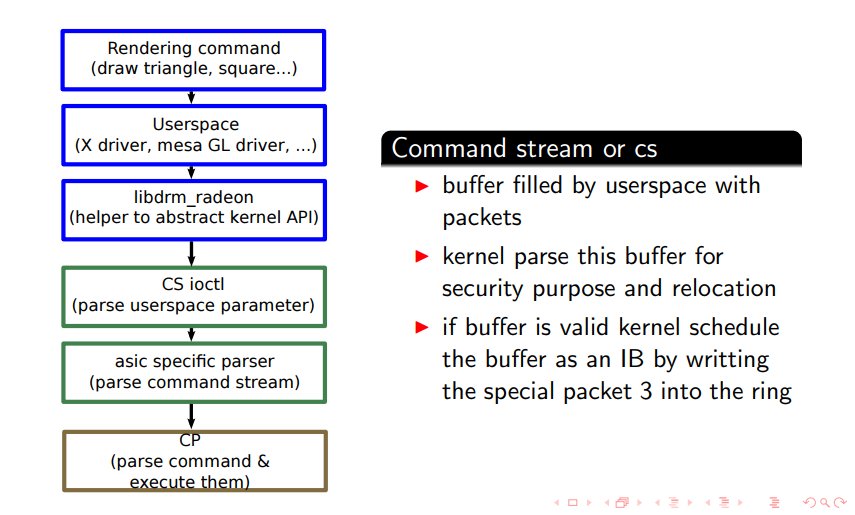 Rendering command
(draw triangle, square...)
Userspace
(X driver, mesa GL driver, ...)
libdrm_radeon
(helper to abstract kernel API)
CS ioctl
(parse userspace parameter)
asic specific parser
(parse command stream)
CP
(parse command &
execute them)
Command stream or cs
buffer filled by userspace with
packets
kernel parse this buffer for
security purpose and relocation
if buffer is valid kernel schedule
the buffer as an IB by writting
the special packet 3 into the ring